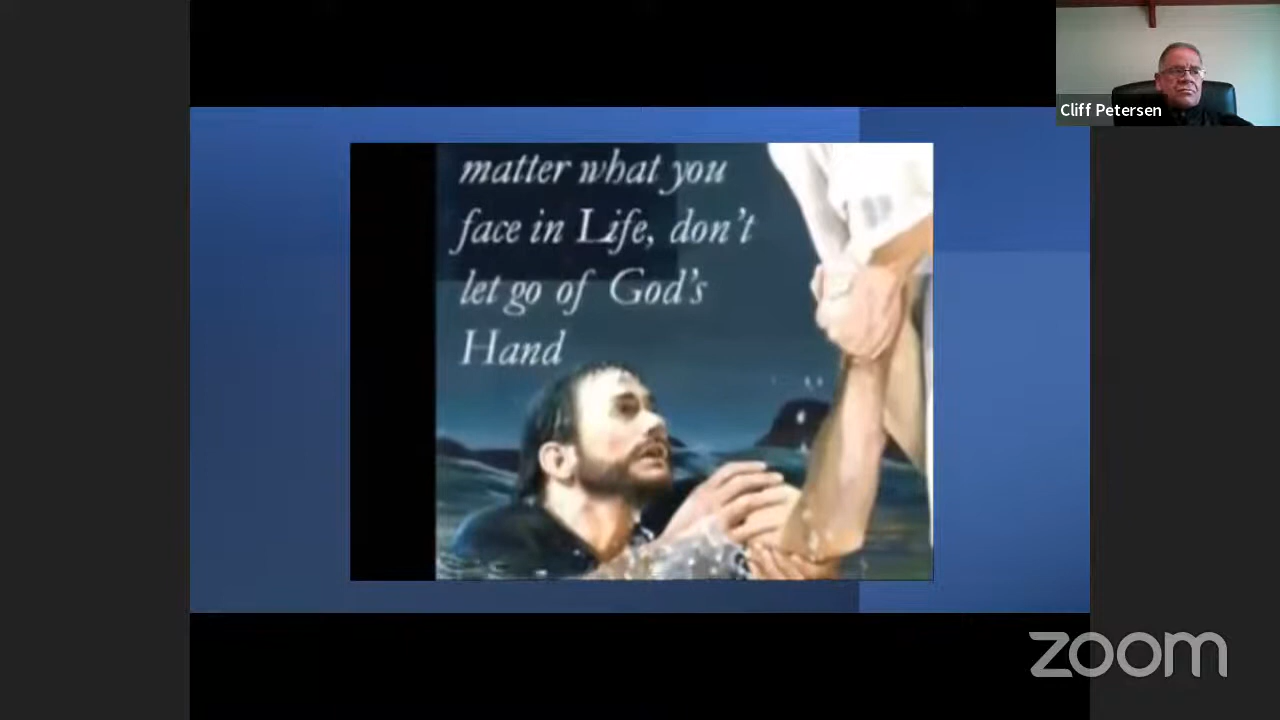 Cliff Petersen
matter what you
face in Life, don't
let go of God's
Hand
zoom